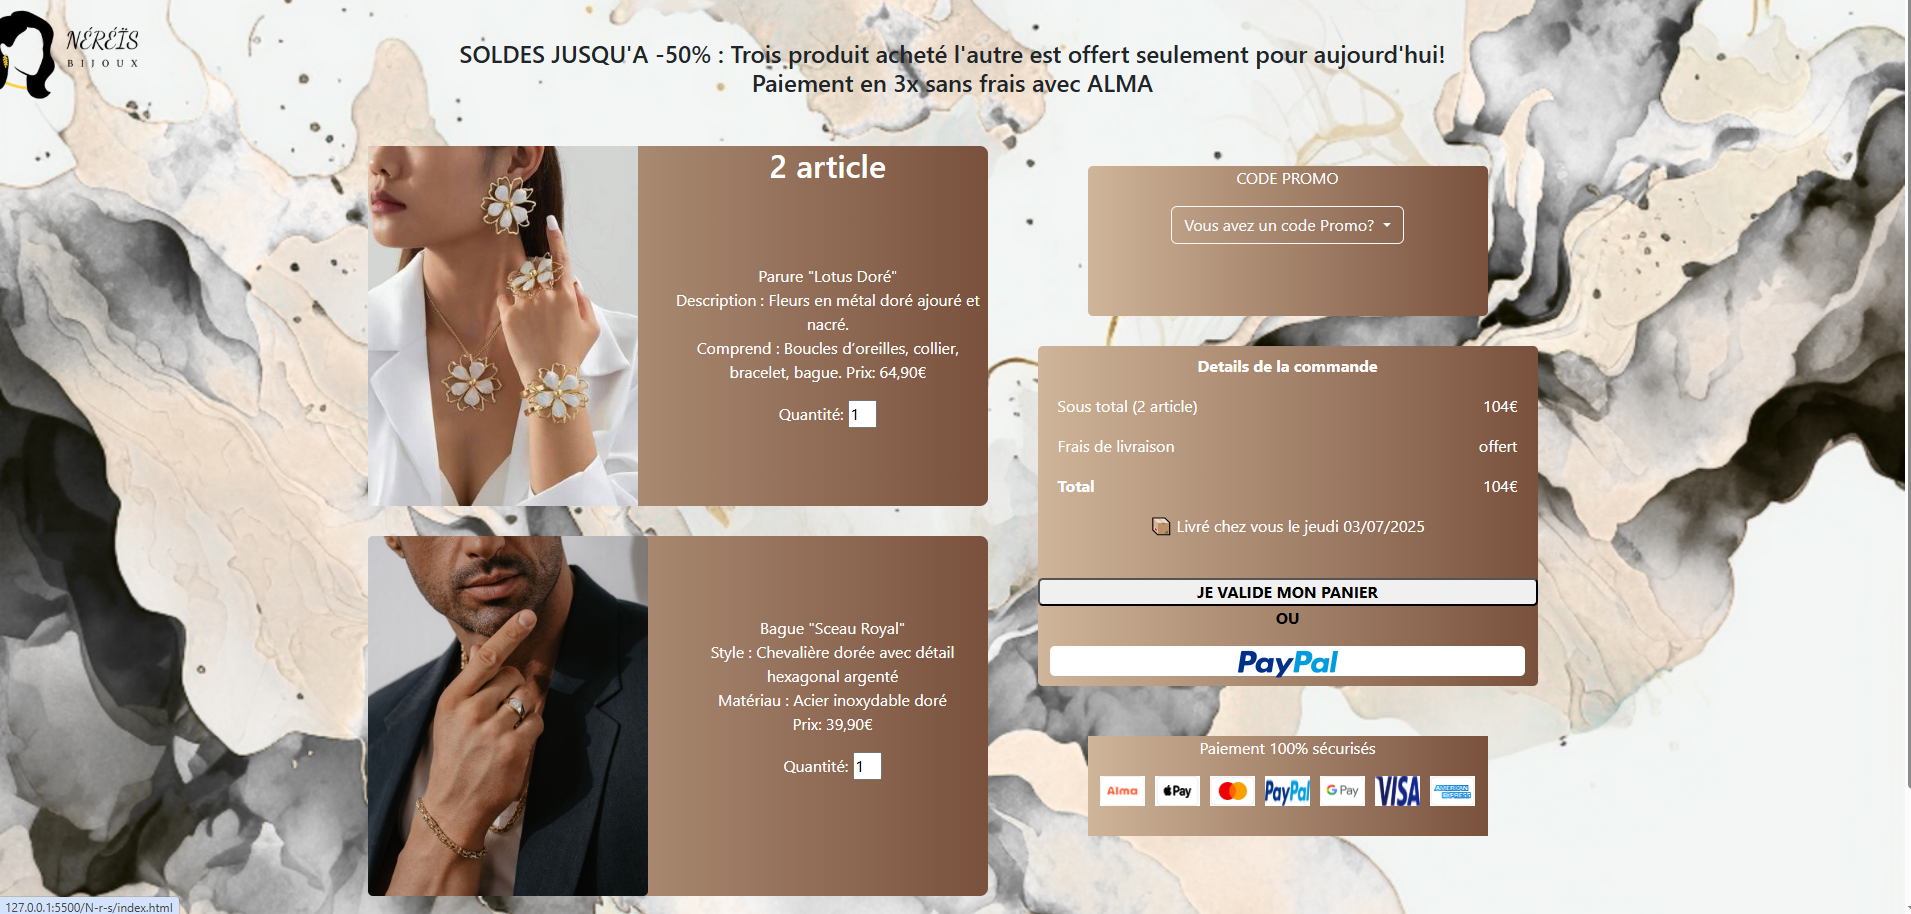 NÉRÉÏS
BIJOUX
SOLDES JUSQU'A -50% : Trois produit acheté l'autre est offert seulement pour aujourd'hui!
Paiement en 3x sans frais avec ALMA
2 article
Parure "Lotus Doré"
Description : Fleurs en métal doré ajouré et
nacré.
Comprend : Boucles d'oreilles, collier,
bracelet, bague. Prix: 64,90€
Quantité: 1
Bague "Sceau Royal"
Style : Chevalière dorée avec détail
hexagonal argenté
Matériau : Acier inoxydable doré
Prix: 39,90€
Quantité: 1
CODE PROMO
Vous avez un code Promo?
Details de la commande
Sous total (2 article) 104€
Frais de livraison offert
Total 104€
Livré chez vous le jeudi 03/07/2025
JE VALIDE MON PANIER
OU
PayPal
Paiement 100% sécurisés
Alma Pay PayPal G Pay VISA AMERICAN EXPRESS
127.0.0.1:5500/N-r-s/index.html